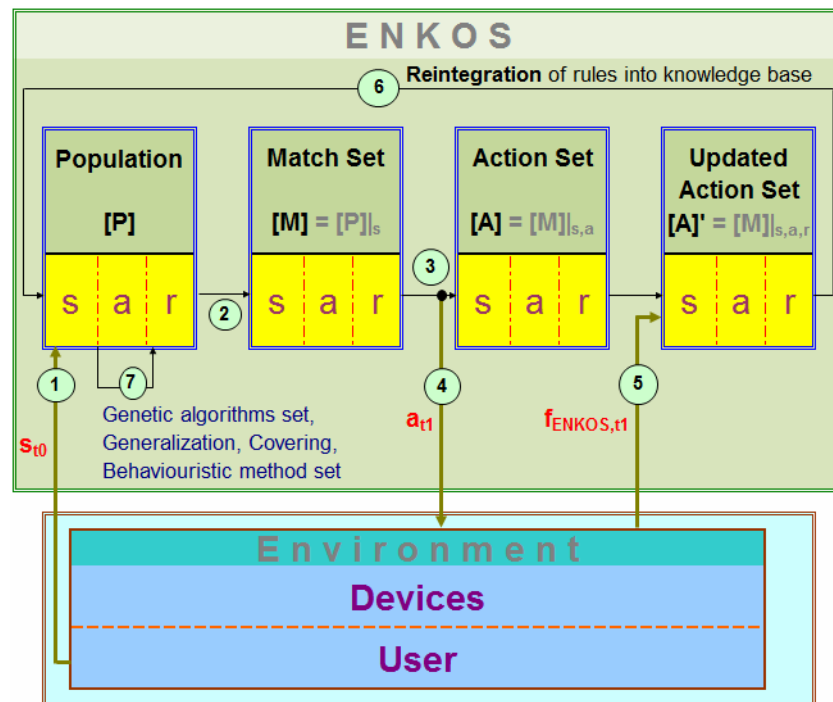 ENKOS
6
Reintegration of rules into knowledge base
Population
[P]
s a r
Match Set
[M] = [P]|s
s a r
Action Set
[A] = [M]|s,a
s a r
Updated
Action Set
[A]' = [M]|s,a,r
s a r
2
3
1
7
4
5
st0
Genetic algorithms set,
Generalization, Covering,
Behaviouristic method set
at1
fENKOS,t1
Environment
Devices
User